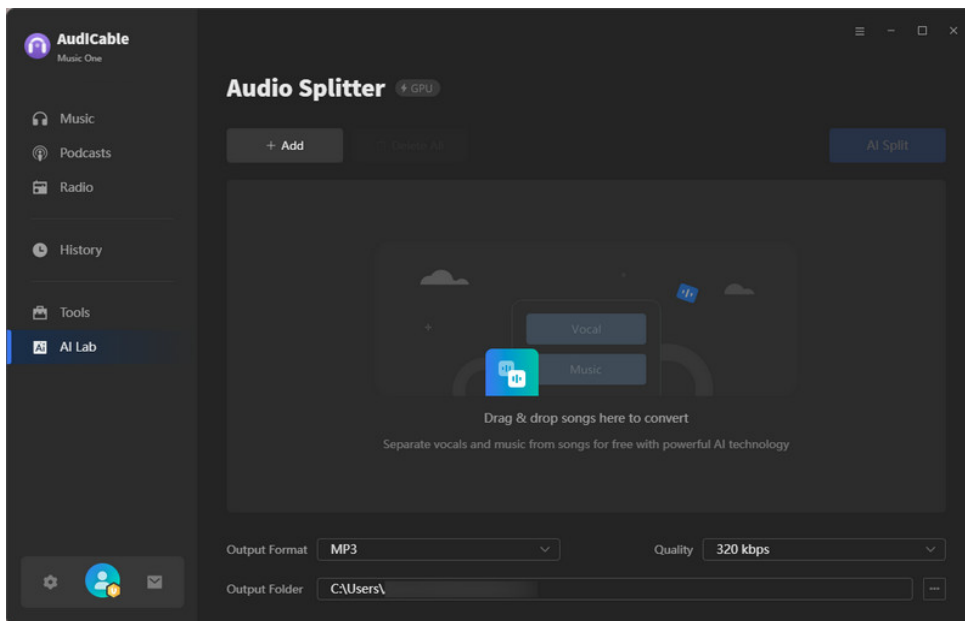 AudiCable
Music One
Music
Podcasts
Radio
History
Tools
AI Lab
Audio Splitter
GPU
+ Add
Delete All
AI Split
Vocal
Music
Drag & drop songs here to convert
Separate vocals and music from songs for free with powerful AI technology
Output Format
MP3
Quality
320 kbps
Output Folder
C:\Users\